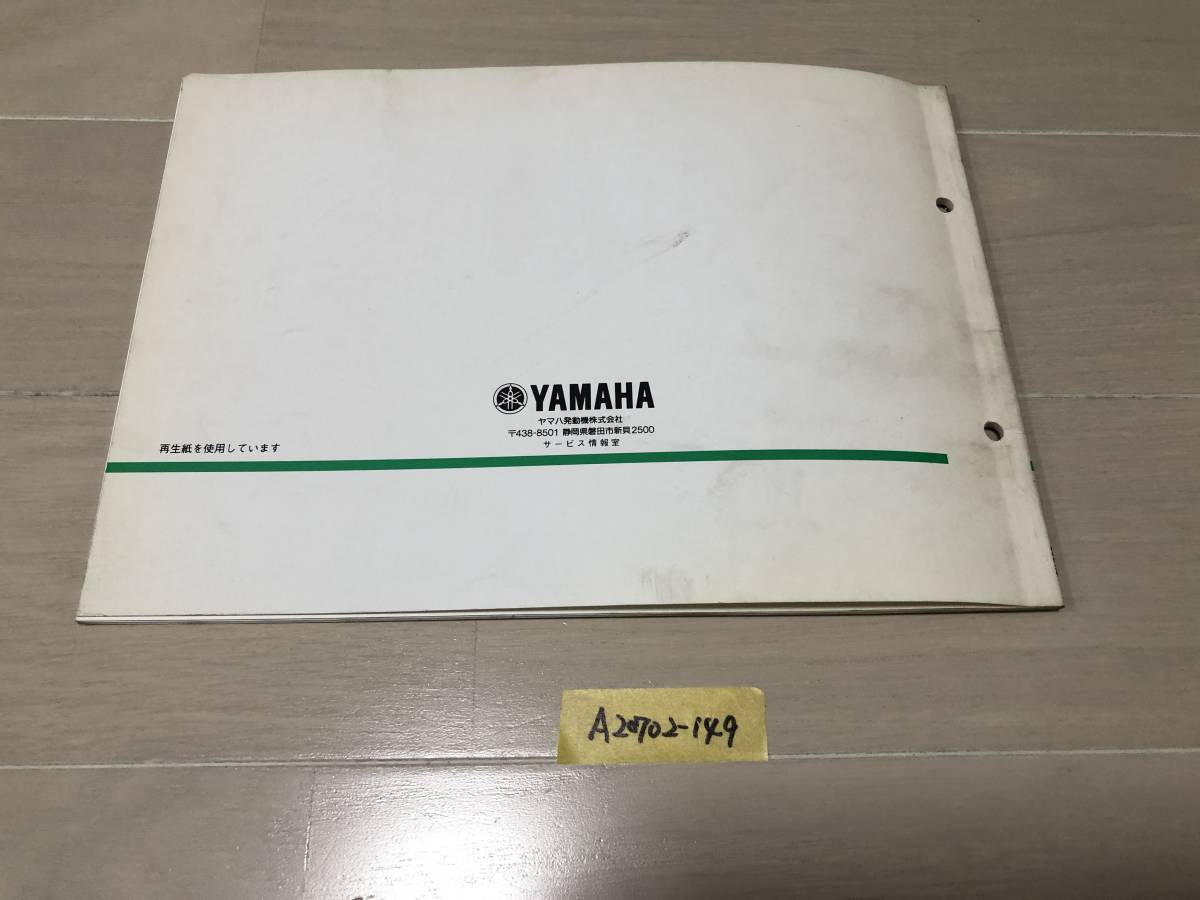 YAMAHA
ヤマハ発動機株式会社
〒438-8501 静岡県磐田市新貝2500
サービス情報室
再生紙を使用しています
A20702-149